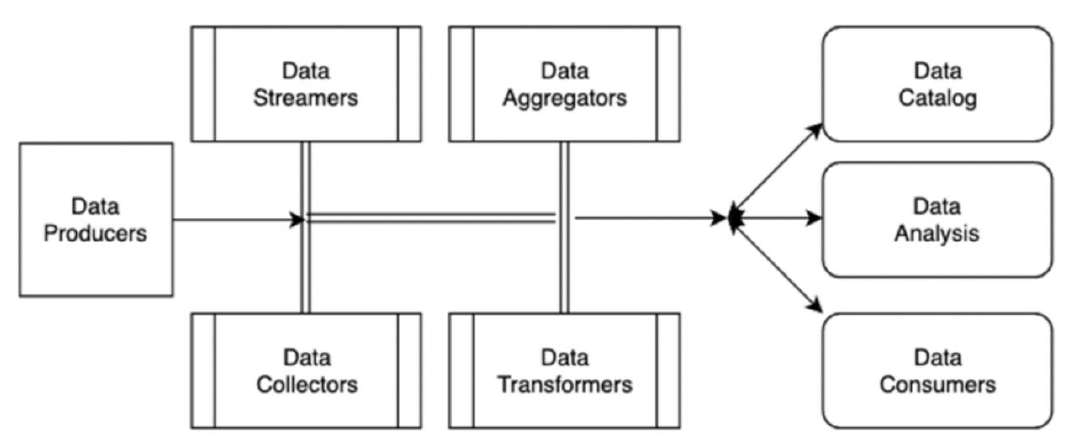 Data
Streamers
Data
Aggregators
Data
Catalog
Data
Producers
Data
Analysis
Data
Collectors
Data
Transformers
Data
Consumers